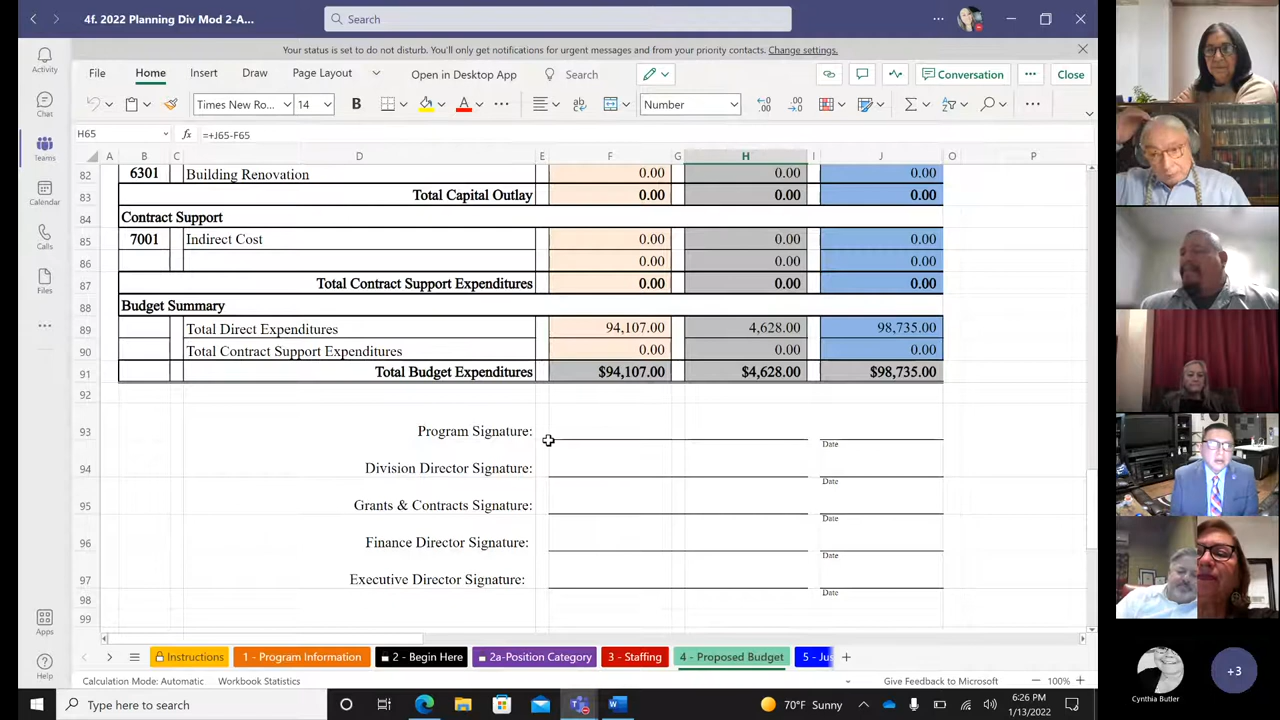 4f. 2022 Planning Div Mod 2-A...
Search
Your status is set to do not disturb. You'll only get notifications for urgent messages and from your priority contacts. Change settings.
File Home Insert Draw Page Layout Open in Desktop App Search Conversation Close
Times New Ro... 14 B A Number
H65 fx =+J65-F65
A B C D E F G H I J O P
82 6301 Building Renovation 0.00 0.00 0.00
83 Total Capital Outlay 0.00 0.00 0.00
84 Contract Support
85 7001 Indirect Cost 0.00 0.00 0.00
86 0.00 0.00 0.00
87 Total Contract Support Expenditures 0.00 0.00 0.00
88 Budget Summary
89 Total Direct Expenditures 94,107.00 4,628.00 98,735.00
90 Total Contract Support Expenditures 0.00 0.00 0.00
91 Total Budget Expenditures $94,107.00 $4,628.00 $98,735.00
92
93 Program Signature:
Date
94 Division Director Signature:
Date
95 Grants & Contracts Signature:
Date
96 Finance Director Signature:
Date
97 Executive Director Signature:
Date
98
99
Instructions 1 - Program Information 2 - Begin Here 2a-Position Category 3 - Staffing 4 - Proposed Budget 5 - Jus
Calculation Mode: Automatic Workbook Statistics Give Feedback to Microsoft 100%
Activity
Chat
Teams
Calendar
Calls
Files
Apps
Help
Type here to search
70°F Sunny
6:26 PM
1/13/2022
Cynthia Butler
+3